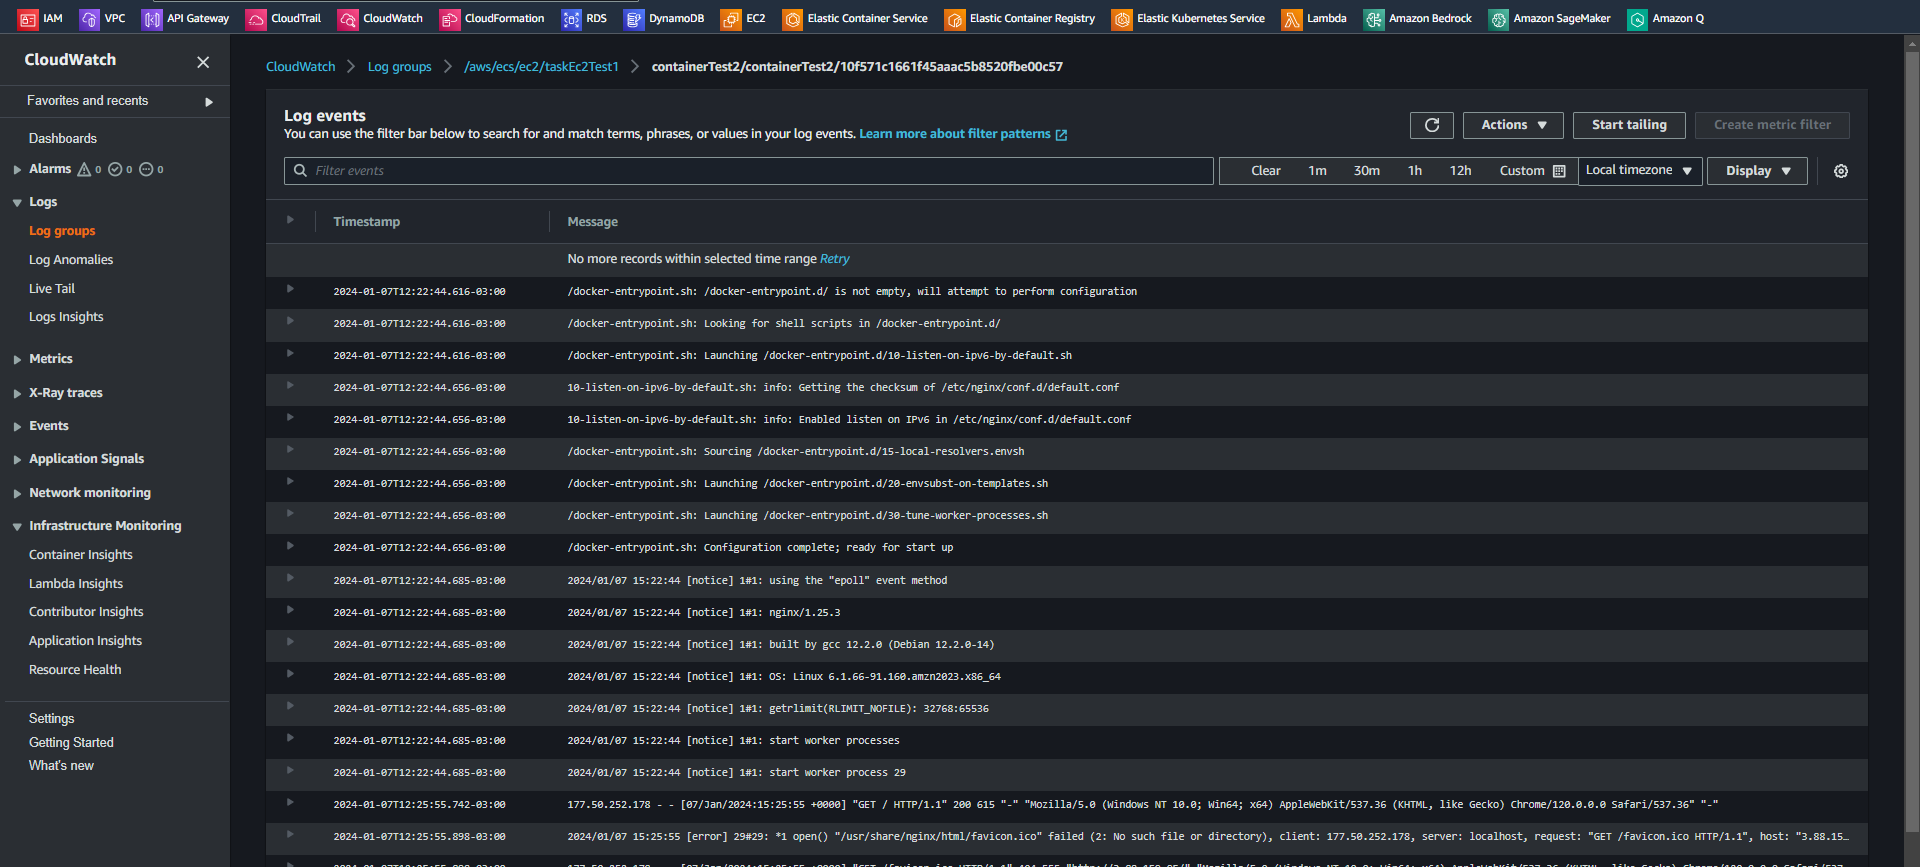 IAM VPC API Gateway CloudTrail CloudWatch CloudFormation RDS DynamoDB EC2 Elastic Container Service Elastic Container Registry Elastic Kubernetes Service Lambda Amazon Bedrock Amazon SageMaker Amazon Q
CloudWatch
Favorites and recents
Dashboards
Alarms 0 0 0
Logs
Log groups
Log Anomalies
Live Tail
Logs Insights
Metrics
X-Ray traces
Events
Application Signals
Network monitoring
Infrastructure Monitoring
Container Insights
Lambda Insights
Contributor Insights
Application Insights
Resource Health
Settings
Getting Started
What's new
CloudWatch Log groups /aws/ecs/ec2/taskEc2Test1 containerTest2/containerTest2/10f571c1661f45aaac5b8520fbe00c57
Log events
You can use the filter bar below to search for and match terms, phrases, or values in your log events. Learn more about filter patterns
Actions Start tailing Create metric filter
Filter events Clear 1m 30m 1h 12h Custom Local timezone Display
Timestamp Message
No more records within selected time range Retry
2024-01-07T12:22:44.616-03:00 /docker-entrypoint.sh: /docker-entrypoint.d/ is not empty, will attempt to perform configuration
2024-01-07T12:22:44.616-03:00 /docker-entrypoint.sh: Looking for shell scripts in /docker-entrypoint.d/
2024-01-07T12:22:44.616-03:00 /docker-entrypoint.sh: Launching /docker-entrypoint.d/10-listen-on-ipv6-by-default.sh
2024-01-07T12:22:44.656-03:00 10-listen-on-ipv6-by-default.sh: info: Getting the checksum of /etc/nginx/conf.d/default.conf
2024-01-07T12:22:44.656-03:00 10-listen-on-ipv6-by-default.sh: info: Enabled listen on IPv6 in /etc/nginx/conf.d/default.conf
2024-01-07T12:22:44.656-03:00 /docker-entrypoint.sh: Sourcing /docker-entrypoint.d/15-local-resolvers.envsh
2024-01-07T12:22:44.656-03:00 /docker-entrypoint.sh: Launching /docker-entrypoint.d/20-envsubst-on-templates.sh
2024-01-07T12:22:44.656-03:00 /docker-entrypoint.sh: Launching /docker-entrypoint.d/30-tune-worker-processes.sh
2024-01-07T12:22:44.656-03:00 /docker-entrypoint.sh: Configuration complete; ready for start up
2024-01-07T12:22:44.685-03:00 2024/01/07 15:22:44 [notice] 1#1: using the "epoll" event method
2024-01-07T12:22:44.685-03:00 2024/01/07 15:22:44 [notice] 1#1: nginx/1.25.3
2024-01-07T12:22:44.685-03:00 2024/01/07 15:22:44 [notice] 1#1: built by gcc 12.2.0 (Debian 12.2.0-14)
2024-01-07T12:22:44.685-03:00 2024/01/07 15:22:44 [notice] 1#1: OS: Linux 6.1.66-91.160.amzn2023.x86_64
2024-01-07T12:22:44.685-03:00 2024/01/07 15:22:44 [notice] 1#1: getrlimit(RLIMIT_NOFILE): 32768:65536
2024-01-07T12:22:44.685-03:00 2024/01/07 15:22:44 [notice] 1#1: start worker processes
2024-01-07T12:22:44.685-03:00 2024/01/07 15:22:44 [notice] 1#1: start worker process 29
2024-01-07T12:25:55.742-03:00 177.50.252.178 - - [07/Jan/2024:15:25:55 +0000] "GET / HTTP/1.1" 200 615 "-" "Mozilla/5.0 (Windows NT 10.0; Win64; x64) AppleWebKit/537.36 (KHTML, like Gecko) Chrome/120.0.0.0 Safari/537.36" "-"
2024-01-07T12:25:55.898-03:00 2024/01/07 15:25:55 [error] 29#29: *1 open() "/usr/share/nginx/html/favicon.ico" failed (2: No such file or directory), client: 177.50.252.178, server: localhost, request: "GET /favicon.ico HTTP/1.1", host: "3.88.15…